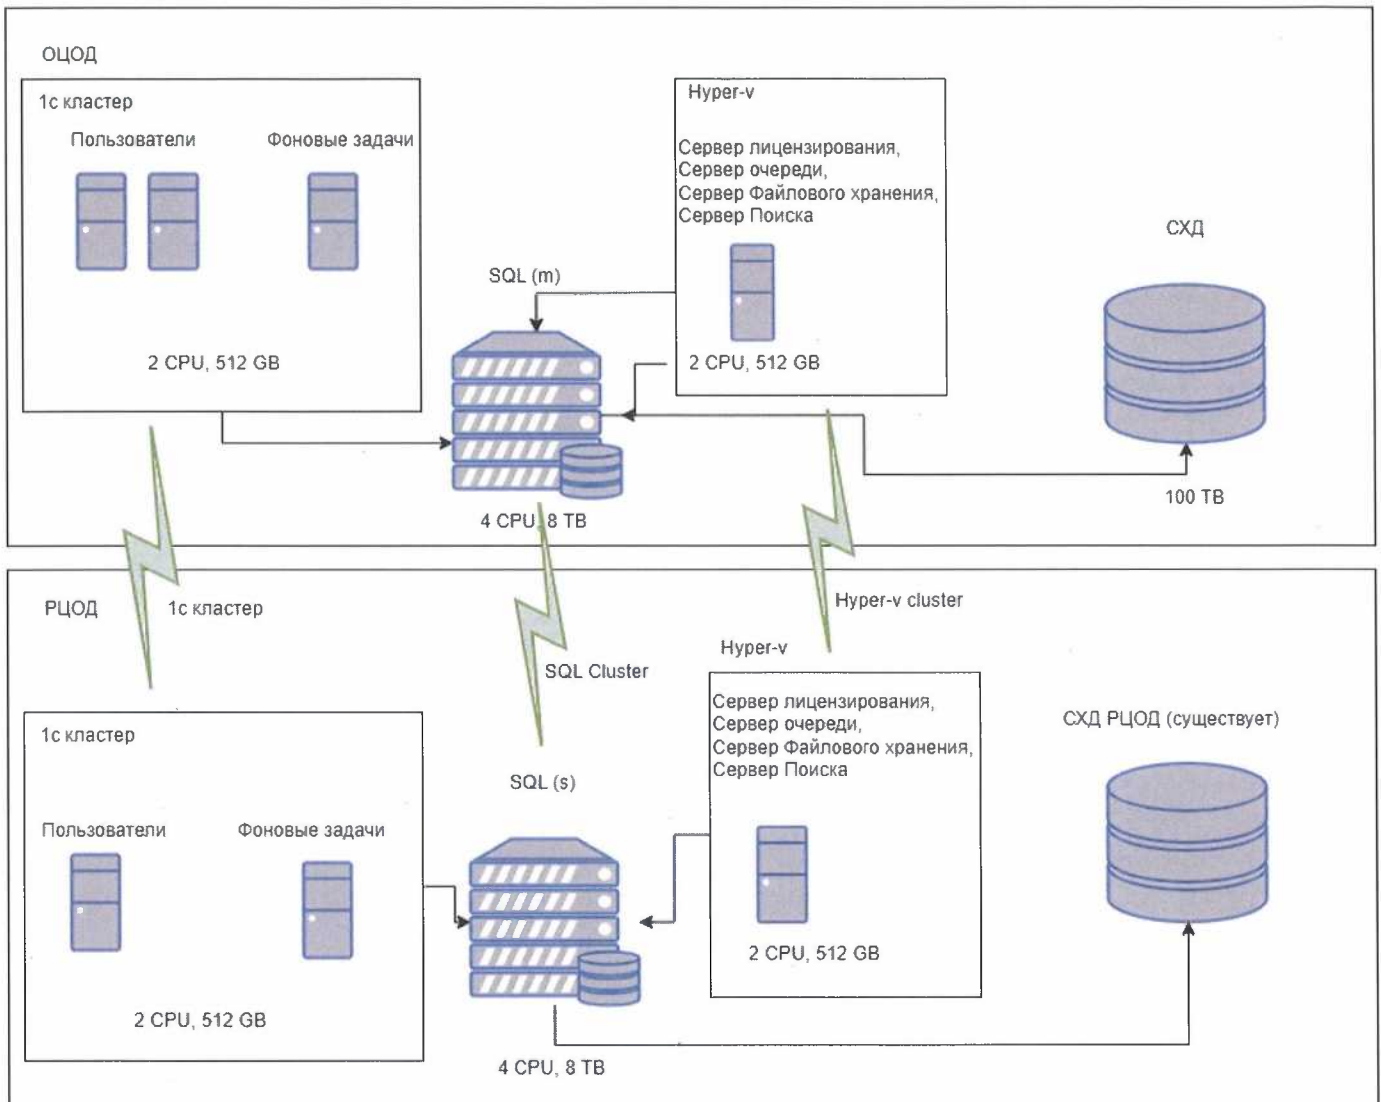 ОЦОД
1с кластер
Пользователи
Фоновые задачи
2 CPU, 512 GB
SQL (m)
4 CPU, 8 TB
Hyper-v
Сервер лицензирования,
Сервер очереди,
Сервер Файлового хранения,
Сервер Поиска
2 CPU, 512 GB
СХД
100 TB
РЦОД
1с кластер
SQL Cluster
Hyper-v cluster
1с кластер
Пользователи
Фоновые задачи
2 CPU, 512 GB
SQL (s)
4 CPU, 8 TB
Hyper-v
Сервер лицензирования,
Сервер очереди,
Сервер Файлового хранения,
Сервер Поиска
2 CPU, 512 GB
СХД РЦОД (существует)